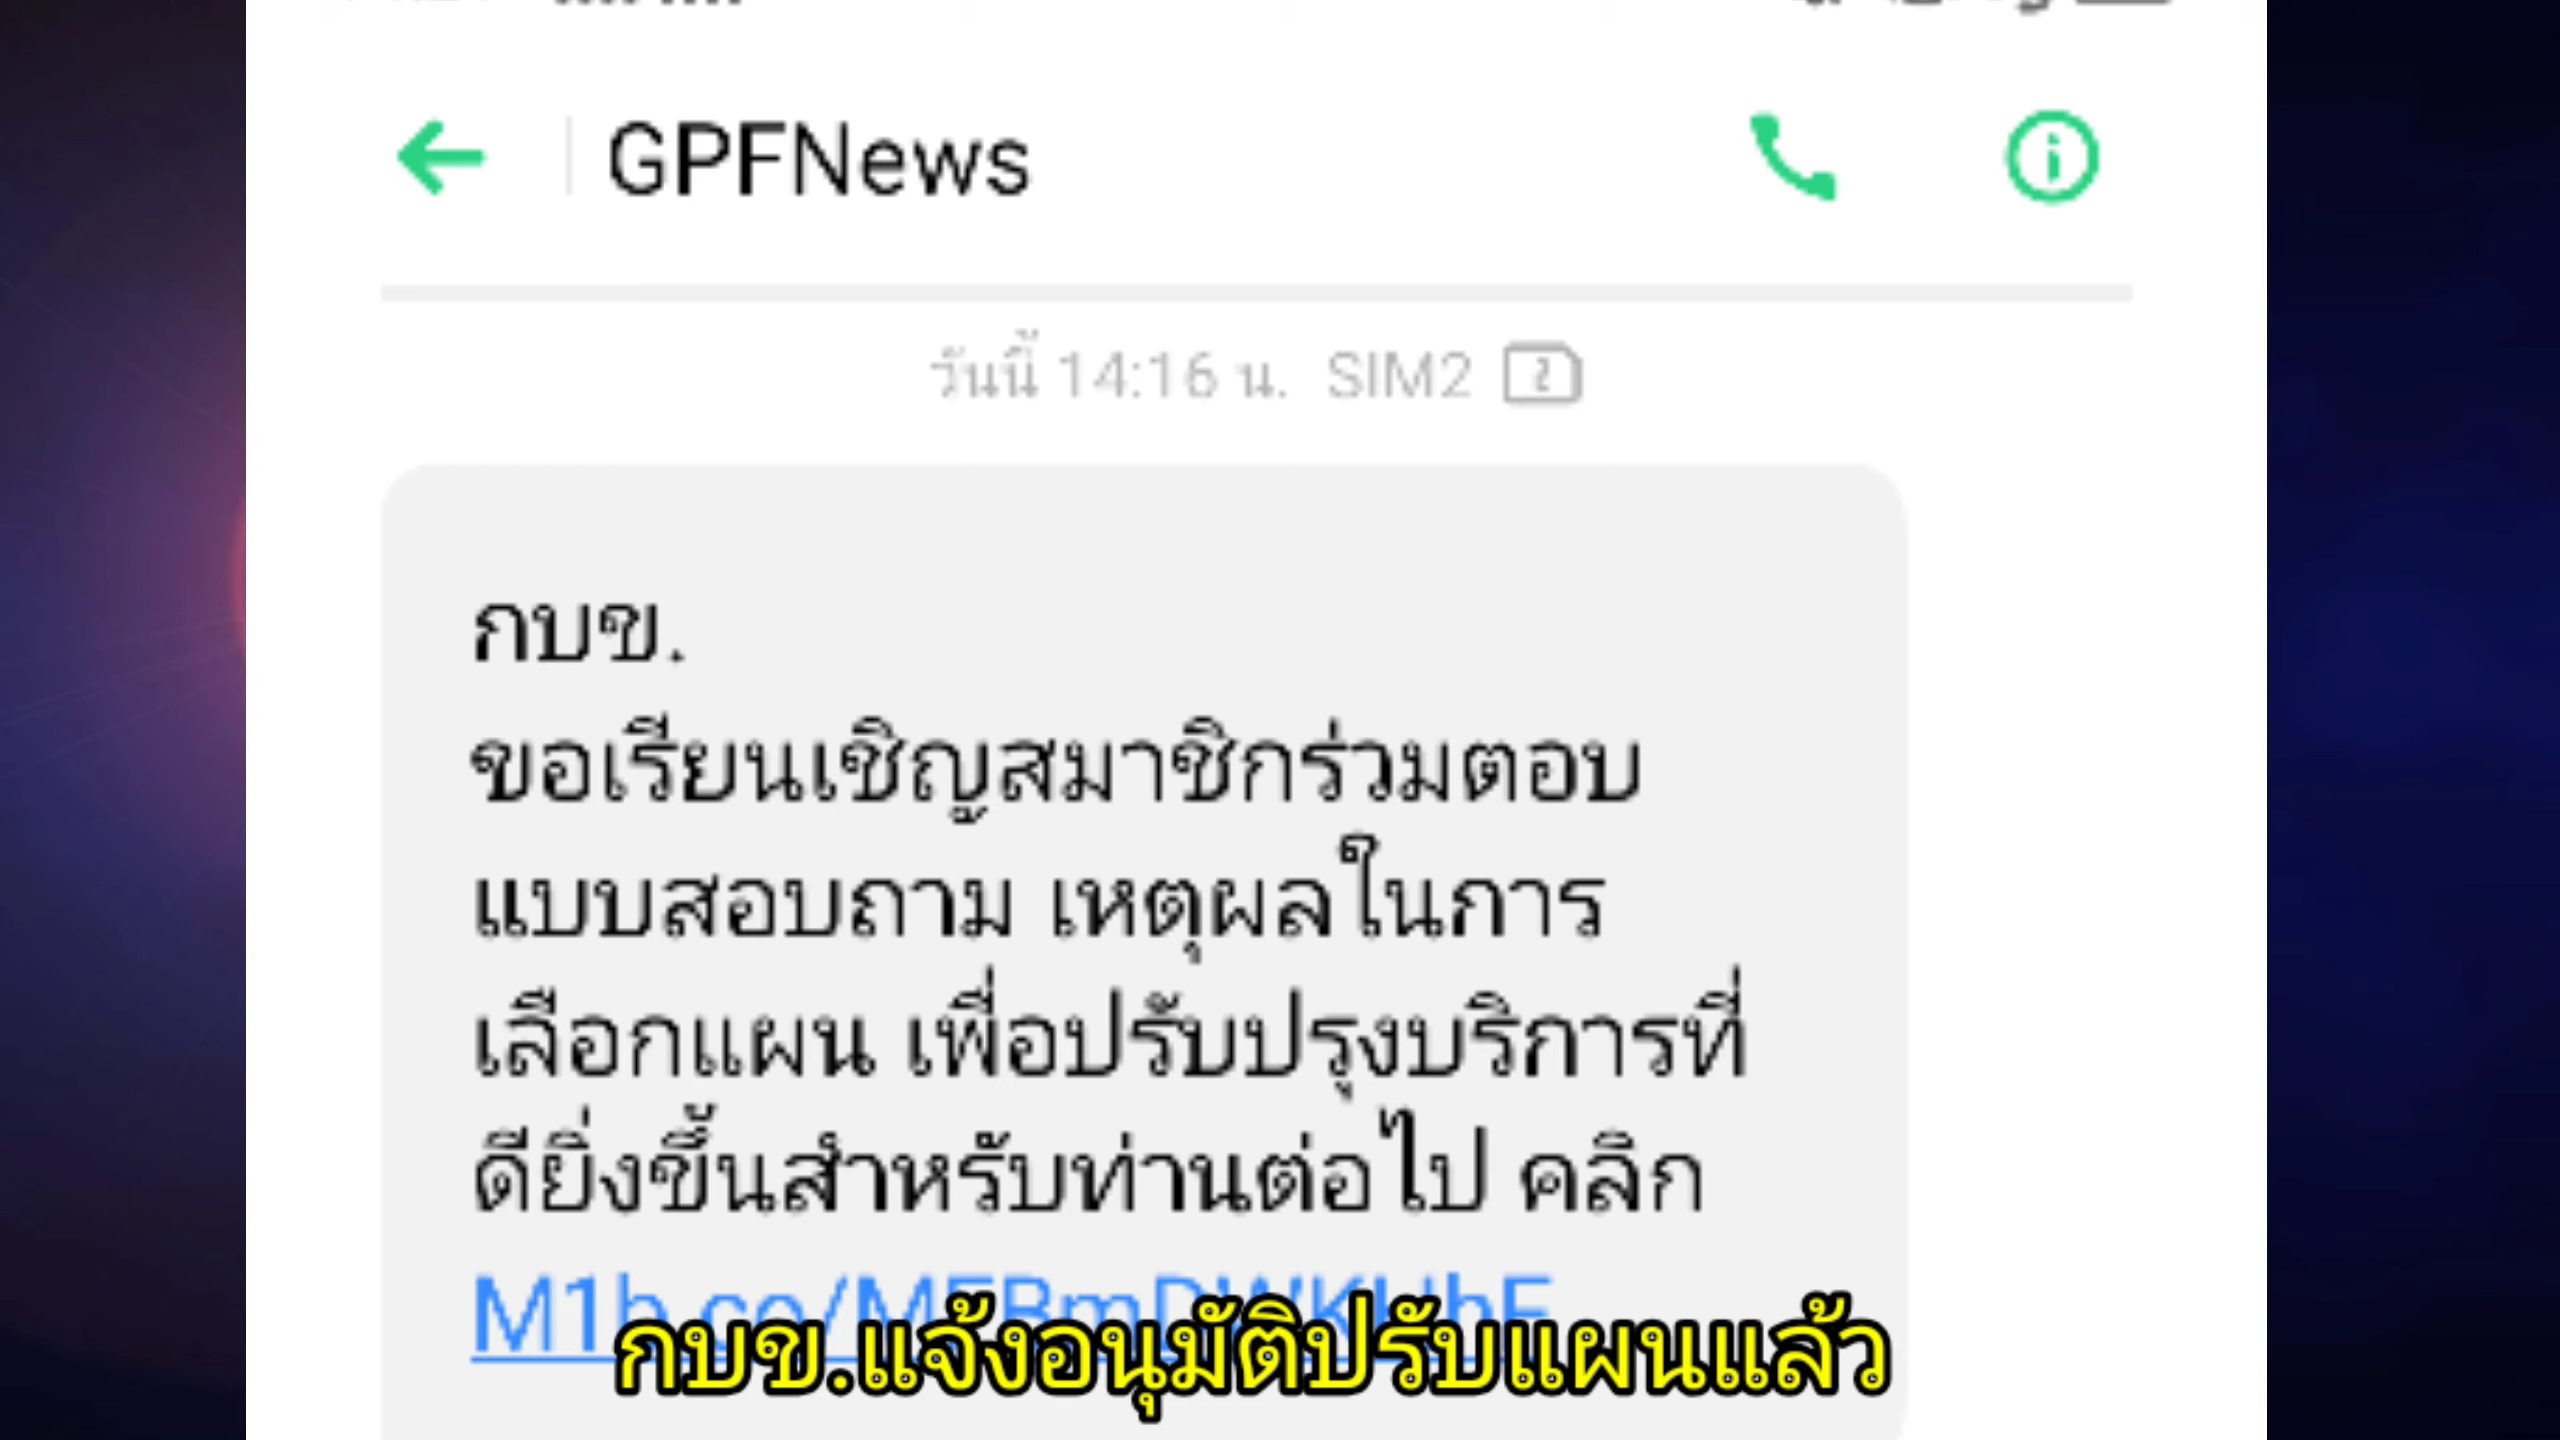 GPFNews
วันนี้ 14:16 น. SIM2 2
กบข.
ขอเรียนเชิญสมาชิกร่วมตอบ
แบบสอบถาม เหตุผลในการ
เลือกแผน เพื่อปรับปรุงบริการที่
ดียิ่งขึ้นสำหรับท่านต่อไป คลิก
กบข.แจ้งอนุมัติปรับแผนแล้ว